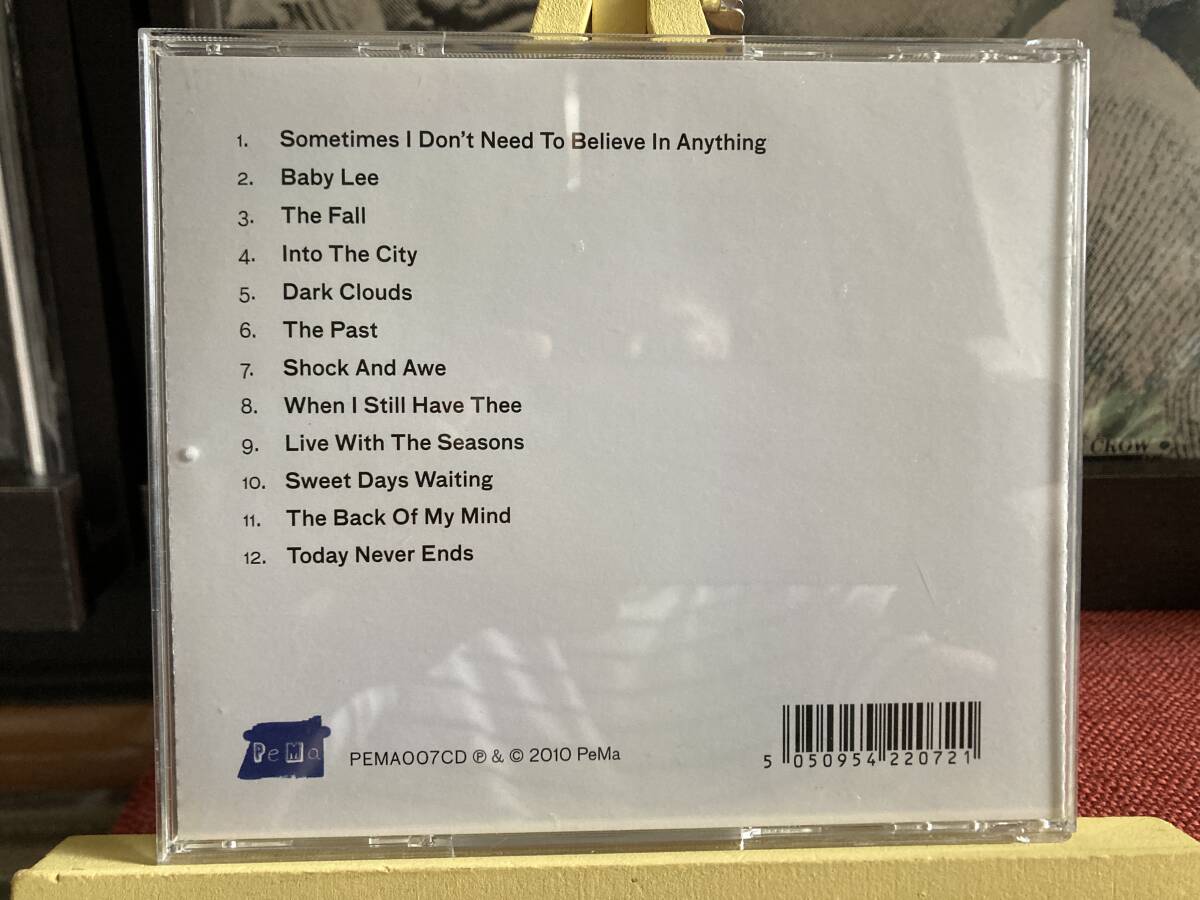 1. Sometimes I Don't Need To Believe In Anything
2. Baby Lee
3. The Fall
4. Into The City
5. Dark Clouds
6. The Past
7. Shock And Awe
8. When I Still Have Thee
9. Live With The Seasons
10. Sweet Days Waiting
11. The Back Of My Mind
12. Today Never Ends
PeMa
PEMA007CD ℗ & © 2010 PeMa
5 050954 220721
CROW